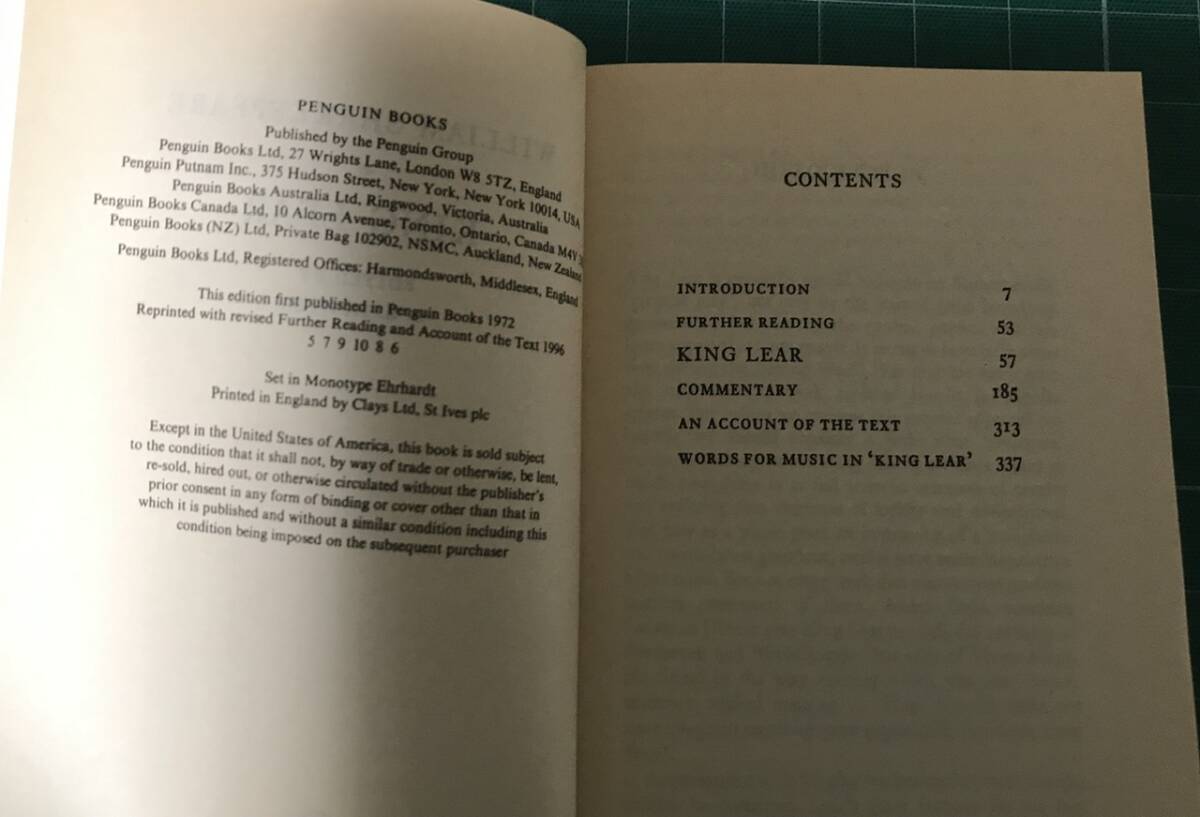 PENGUIN BOOKS
Published by the Penguin Group
Penguin Books Ltd, 27 Wrights Lane, London W8 5TZ, England
Penguin Putnam Inc., 375 Hudson Street, New York, New York 10014, USA
Penguin Books Australia Ltd, Ringwood, Victoria, Australia
Penguin Books Canada Ltd, 10 Alcorn Avenue, Toronto, Ontario, Canada M4V
Penguin Books (NZ) Ltd, Private Bag 102902, NSMC, Auckland, New Zealand
Penguin Books Ltd, Registered Offices: Harmondsworth, Middlesex, England
This edition first published in Penguin Books 1972
Reprinted with revised Further Reading and Account of the Text 1996
5 7 9 10 8 6
Set in Monotype Ehrhardt
Printed in England by Clays Ltd, St Ives plc
Except in the United States of America, this book is sold subject
to the condition that it shall not, by way of trade or otherwise, be lent,
re-sold, hired out, or otherwise circulated without the publisher's
prior consent in any form of binding or cover other than that in
which it is published and without a similar condition including this
condition being imposed on the subsequent purchaser
CONTENTS
INTRODUCTION 7
FURTHER READING 53
KING LEAR 57
COMMENTARY 185
AN ACCOUNT OF THE TEXT 313
WORDS FOR MUSIC IN ‘KING LEAR’ 337